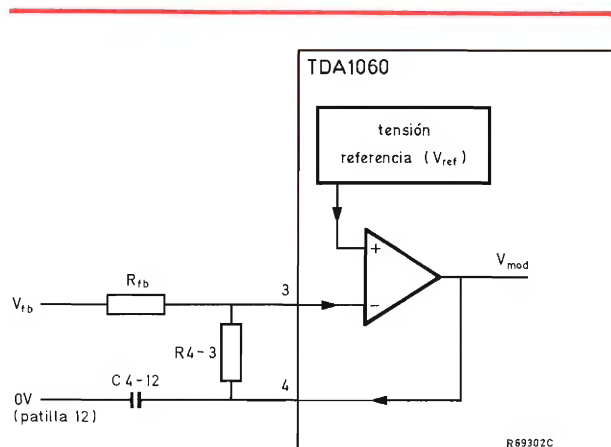 TDA1060
tensión
referencia (Vref)
+
Vmod
Rfb
3
Vfb
−
R4-3
C4-12
4
0V
(patilla 12)
R69302C